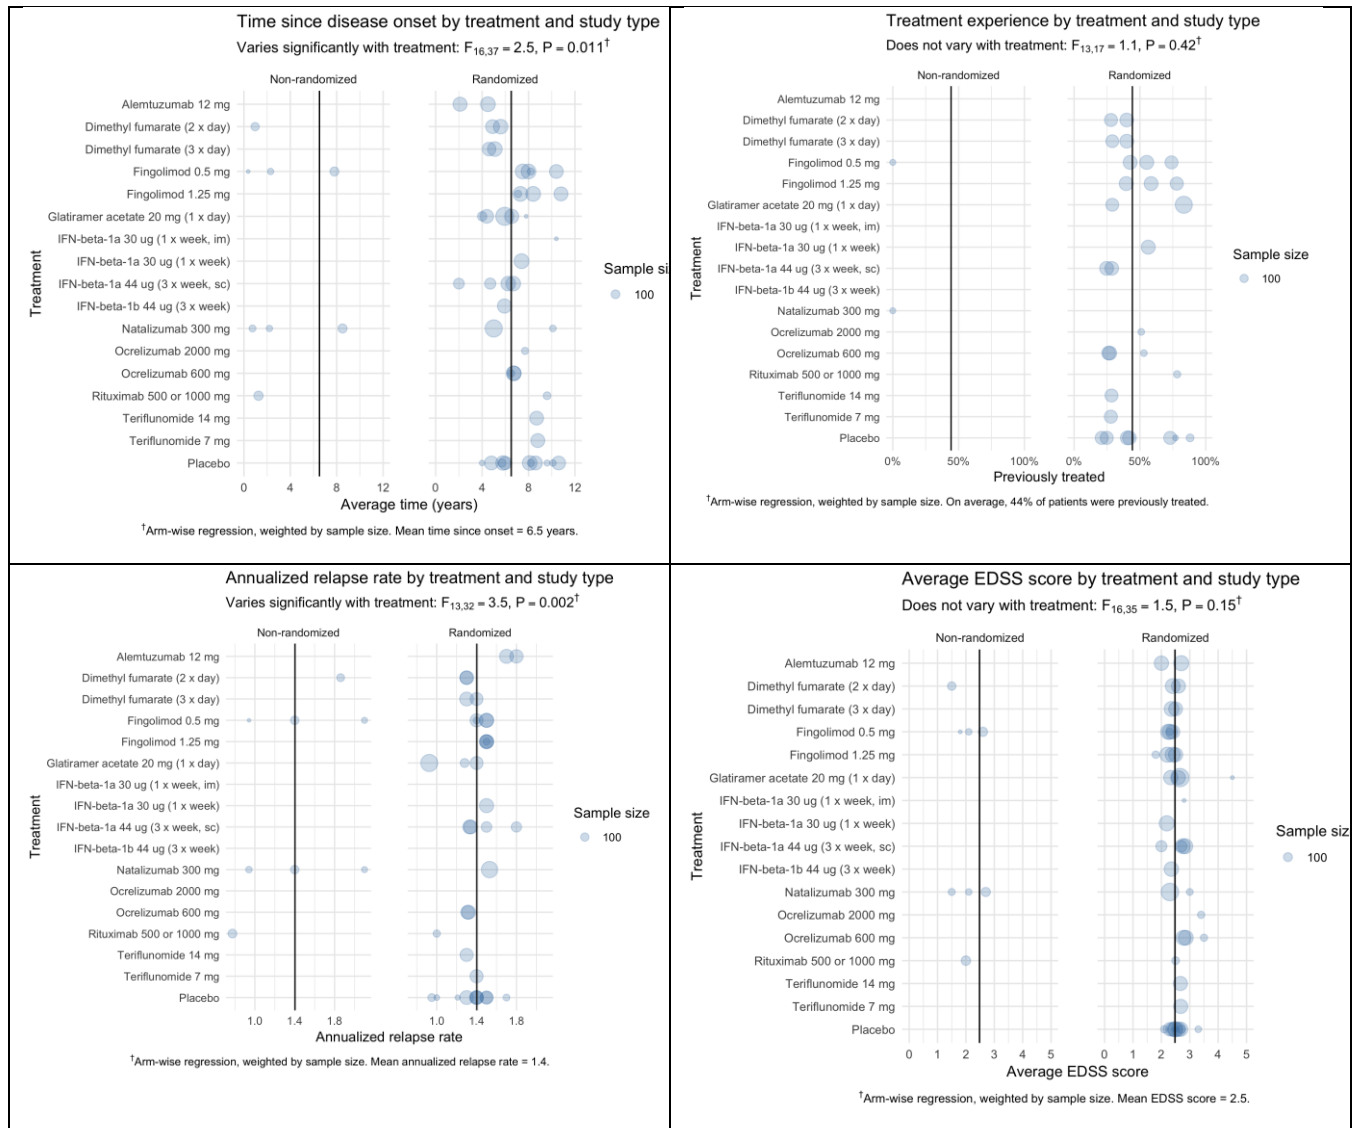 Time since disease onset by treatment and study type
Varies significantly with treatment: F16,37 = 2.5, P = 0.011†
Non-randomized
Randomized
Treatment
Alemtuzumab 12 mg
Dimethyl fumarate (2 x day)
Dimethyl fumarate (3 x day)
Fingolimod 0.5 mg
Fingolimod 1.25 mg
Glatiramer acetate 20 mg (1 x day)
IFN-beta-1a 30 ug (1 x week, im)
IFN-beta-1a 30 ug (1 x week)
IFN-beta-1a 44 ug (3 x week, sc)
IFN-beta-1b 44 ug (3 x week)
Natalizumab 300 mg
Ocrelizumab 2000 mg
Ocrelizumab 600 mg
Rituximab 500 or 1000 mg
Teriflunomide 14 mg
Teriflunomide 7 mg
Placebo
0 4 8 12 0 4 8 12
Average time (years)
Sample si
100
†Arm-wise regression, weighted by sample size. Mean time since onset = 6.5 years.
Treatment experience by treatment and study type
Does not vary with treatment: F13,17 = 1.1, P = 0.42†
Non-randomized
Randomized
Treatment
Alemtuzumab 12 mg
Dimethyl fumarate (2 x day)
Dimethyl fumarate (3 x day)
Fingolimod 0.5 mg
Fingolimod 1.25 mg
Glatiramer acetate 20 mg (1 x day)
IFN-beta-1a 30 ug (1 x week, im)
IFN-beta-1a 30 ug (1 x week)
IFN-beta-1a 44 ug (3 x week, sc)
IFN-beta-1b 44 ug (3 x week)
Natalizumab 300 mg
Ocrelizumab 2000 mg
Ocrelizumab 600 mg
Rituximab 500 or 1000 mg
Teriflunomide 14 mg
Teriflunomide 7 mg
Placebo
0% 50% 100% 0% 50% 100%
Previously treated
Sample size
100
†Arm-wise regression, weighted by sample size. On average, 44% of patients were previously treated.
Annualized relapse rate by treatment and study type
Varies significantly with treatment: F13,32 = 3.5, P = 0.002†
Non-randomized
Randomized
Treatment
Alemtuzumab 12 mg
Dimethyl fumarate (2 x day)
Dimethyl fumarate (3 x day)
Fingolimod 0.5 mg
Fingolimod 1.25 mg
Glatiramer acetate 20 mg (1 x day)
IFN-beta-1a 30 ug (1 x week, im)
IFN-beta-1a 30 ug (1 x week)
IFN-beta-1a 44 ug (3 x week, sc)
IFN-beta-1b 44 ug (3 x week)
Natalizumab 300 mg
Ocrelizumab 2000 mg
Ocrelizumab 600 mg
Rituximab 500 or 1000 mg
Teriflunomide 14 mg
Teriflunomide 7 mg
Placebo
1.0 1.4 1.8 1.0 1.4 1.8
Annualized relapse rate
Sample size
100
†Arm-wise regression, weighted by sample size. Mean annualized relapse rate = 1.4.
Average EDSS score by treatment and study type
Does not vary with treatment: F16,35 = 1.5, P = 0.15†
Non-randomized
Randomized
Treatment
Alemtuzumab 12 mg
Dimethyl fumarate (2 x day)
Dimethyl fumarate (3 x day)
Fingolimod 0.5 mg
Fingolimod 1.25 mg
Glatiramer acetate 20 mg (1 x day)
IFN-beta-1a 30 ug (1 x week, im)
IFN-beta-1a 30 ug (1 x week)
IFN-beta-1a 44 ug (3 x week, sc)
IFN-beta-1b 44 ug (3 x week)
Natalizumab 300 mg
Ocrelizumab 2000 mg
Ocrelizumab 600 mg
Rituximab 500 or 1000 mg
Teriflunomide 14 mg
Teriflunomide 7 mg
Placebo
0 1 2 3 4 5 0 1 2 3 4 5
Average EDSS score
Sample siz
100
†Arm-wise regression, weighted by sample size. Mean EDSS score = 2.5.